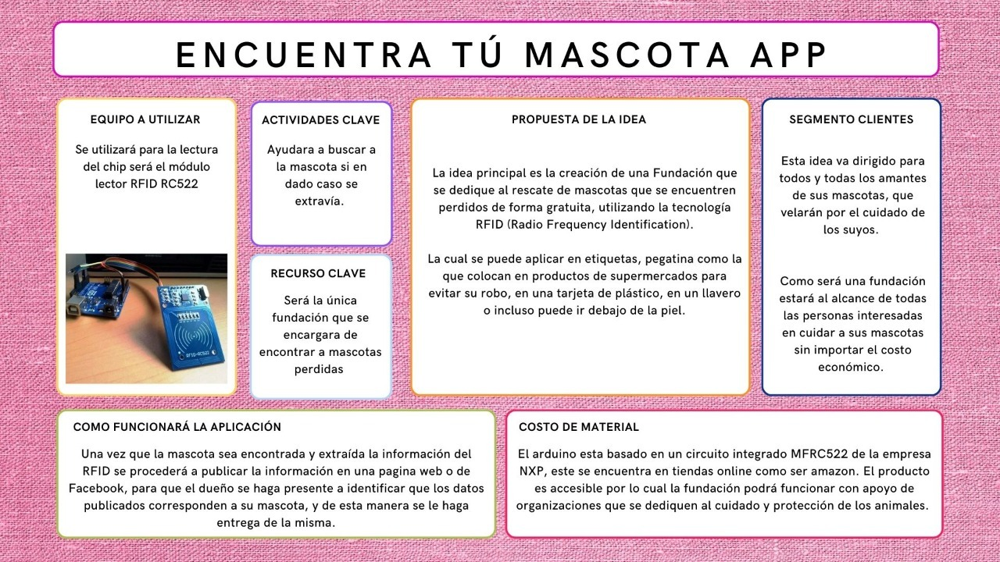 ENCUENTRA TÚ MASCOTA APP
EQUIPO A UTILIZAR
Se utilizará para la lectura
del chip será el módulo
lector RFID RC522
RFID-RC522
ACTIVIDADES CLAVE
Ayudara a buscar a
la mascota si en
dado caso se
extravía.
RECURSO CLAVE
Será la única
fundación que se
encargara de
encontrar a mascotas
perdidas
PROPUESTA DE LA IDEA
La idea principal es la creación de una Fundación que
se dedique al rescate de mascotas que se encuentren
perdidos de forma gratuita, utilizando la tecnología
RFID (Radio Frequency Identification).
La cual se puede aplicar en etiquetas, pegatina como la
que colocan en productos de supermercados para
evitar su robo, en una tarjeta de plástico, en un llavero
o incluso puede ir debajo de la piel.
SEGMENTO CLIENTES
Esta idea va dirigido para
todos y todas los amantes
de sus mascotas, que
velarán por el cuidado de
los suyos.
Como será una fundación
estará al alcance de todas
las personas interesadas
en cuidar a sus mascotas
sin importar el costo
económico.
COMO FUNCIONARÁ LA APLICACIÓN
Una vez que la mascota sea encontrada y extraída la información del
RFID se procederá a publicar la información en una pagina web o de
Facebook, para que el dueño se haga presente a identificar que los datos
publicados corresponden a su mascota, y de esta manera se le haga
entrega de la misma.
COSTO DE MATERIAL
El arduino esta basado en un circuito integrado MFRC522 de la empresa
NXP, este se encuentra en tiendas online como ser amazon. El producto
es accesible por lo cual la fundación podrá funcionar con apoyo de
organizaciones que se dediquen al cuidado y protección de los animales.